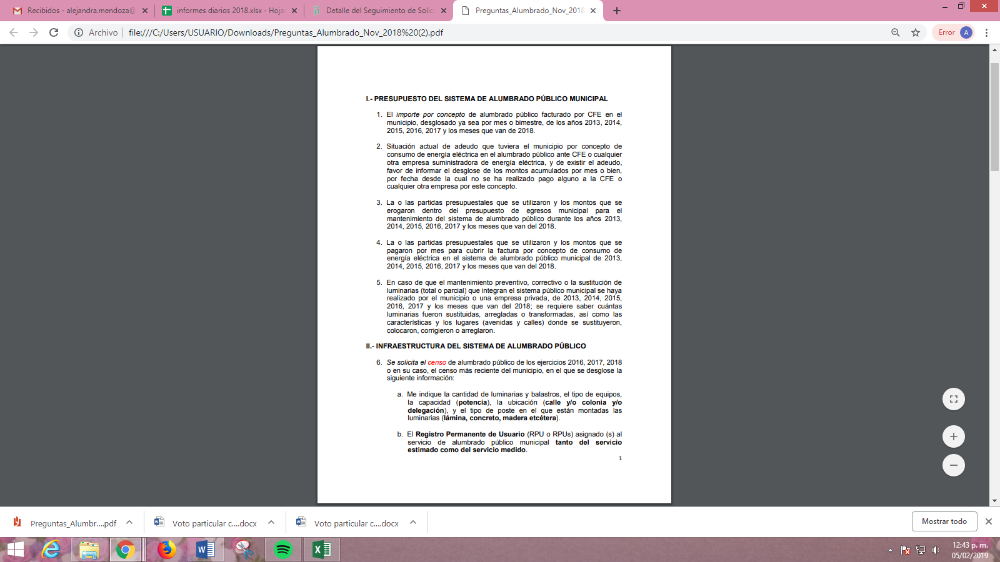 Recibidos - alejandra.mendoza@
informes diarios 2018.xlsx - Hoja
Detalle del Seguimiento de Solic
Preguntas_Alumbrado_Nov_2018
Archivo
file:///C:/Users/USUARIO/Downloads/Preguntas_Alumbrado_Nov_2018%20(2).pdf
Error
A
I.- PRESUPUESTO DEL SISTEMA DE ALUMBRADO PÚBLICO MUNICIPAL
1. El importe por concepto de alumbrado público facturado por CFE en el
municipio, desglosado ya sea por mes o bimestre, de los años 2013, 2014,
2015, 2016, 2017 y los meses que van de 2018.
2. Situación actual de adeudo que tuviera el municipio por concepto de
consumo de energía eléctrica en el alumbrado público ante CFE o cualquier
otra empresa suministradora de energía eléctrica, y de existir el adeudo,
favor de informar el desglose de los montos acumulados por mes o bien,
por fecha desde la cual no se ha realizado pago alguno a la CFE o
cualquier otra empresa por este concepto.
3. La o las partidas presupuestales que se utilizaron y los montos que se
erogaron dentro del presupuesto de egresos municipal para el
mantenimiento del sistema de alumbrado público durante los años 2013,
2014, 2015, 2016, 2017 y los meses que van del 2018.
4. La o las partidas presupuestales que se utilizaron y los montos que se
pagaron por mes para cubrir la factura por concepto de consumo de
energía eléctrica en el sistema de alumbrado público municipal de 2013,
2014, 2015, 2016, 2017 y los meses que van del 2018.
5. En caso de que el mantenimiento preventivo, correctivo o la sustitución de
luminarias (total o parcial) que integran el sistema público municipal se haya
realizado por el municipio o una empresa privada, de 2013, 2014, 2015,
2016, 2017 y los meses que van del 2018; se requiere saber cuántas
luminarias fueron sustituidas, arregladas o transformadas, así como las
características y los lugares (avenidas y calles) donde se sustituyeron,
colocaron, corrigieron o arreglaron.
II.- INFRAESTRUCTURA DEL SISTEMA DE ALUMBRADO PÚBLICO
6. Se solicita el censo de alumbrado público de los ejercicios 2016, 2017, 2018
o en su caso, el censo más reciente del municipio, en el que se desglose la
siguiente información:
a. Me indique la cantidad de luminarias y balastros, el tipo de equipos,
la capacidad (potencia), la ubicación (calle y/o colonia y/o
delegación), y el tipo de poste en el que están montadas las
luminarias (lámina, concreto, madera etcétera).
b. El Registro Permanente de Usuario (RPU o RPUs) asignado (s) al
servicio de alumbrado público municipal tanto del servicio
estimado como del servicio medido.
1
Preguntas_Alumbr....pdf
Voto particular c....docx
Voto particular c....docx
Mostrar todo
12:43 p. m.
05/02/2019